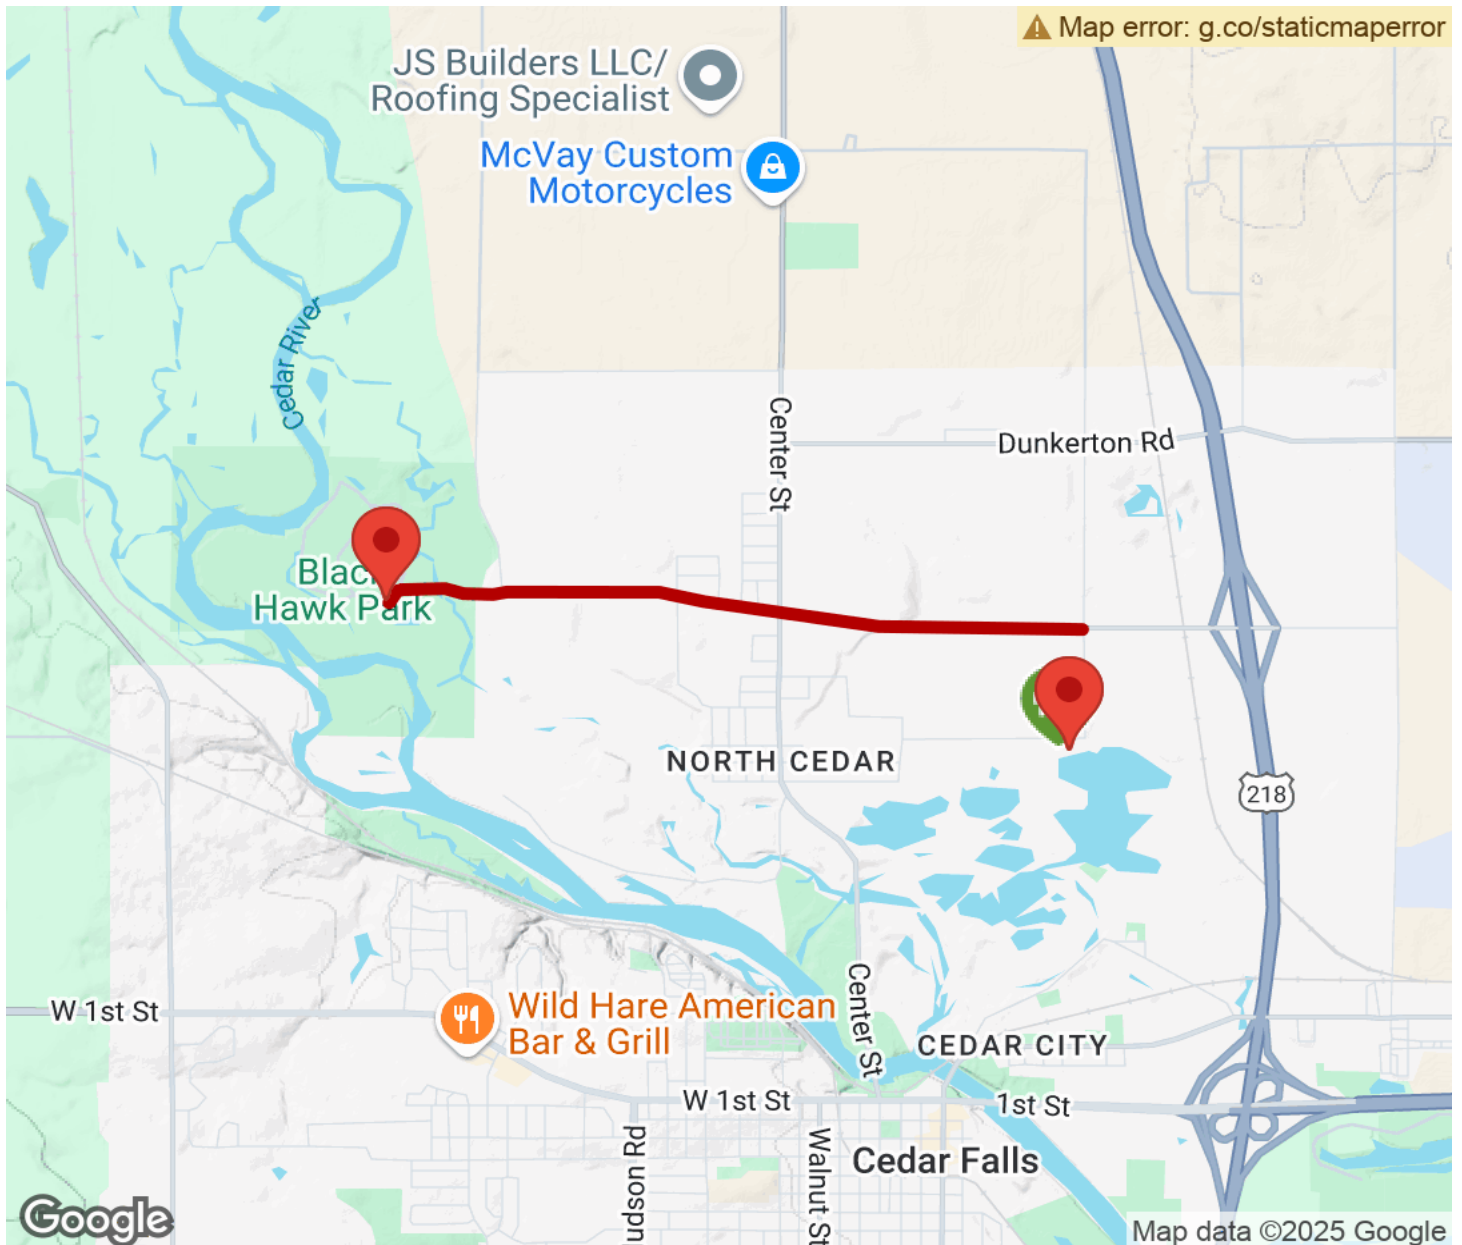 Map error: g.co/staticmaperror
JS Builders LLC/
Roofing Specialist
McVay Custom
Motorcycles
Cedar River
Center St
Dunkerton Rd
Black
Hawk Park
NORTH CEDAR
218
Center St
W 1st St
Wild Hare American
Bar & Grill
CEDAR CITY
W 1st St
1st St
udson Rd
Walnut St
Cedar Falls
Google
Map data ©2025 Google